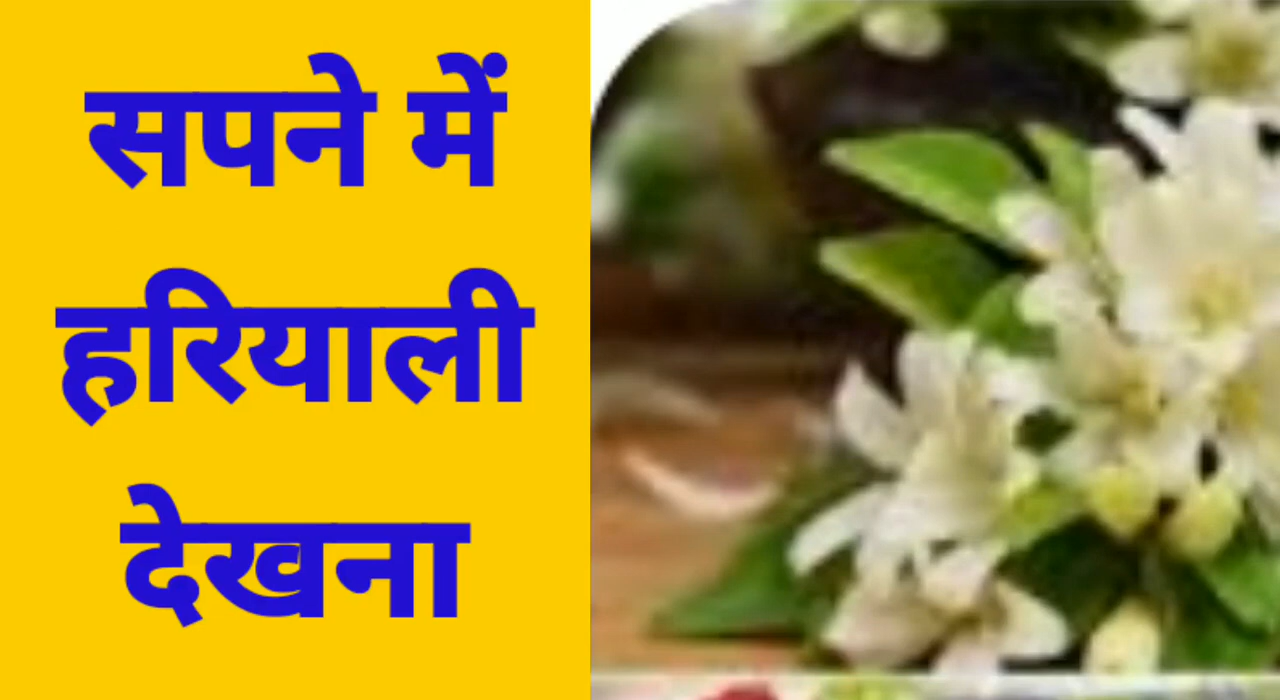 सपने में
हरियाली
देखना